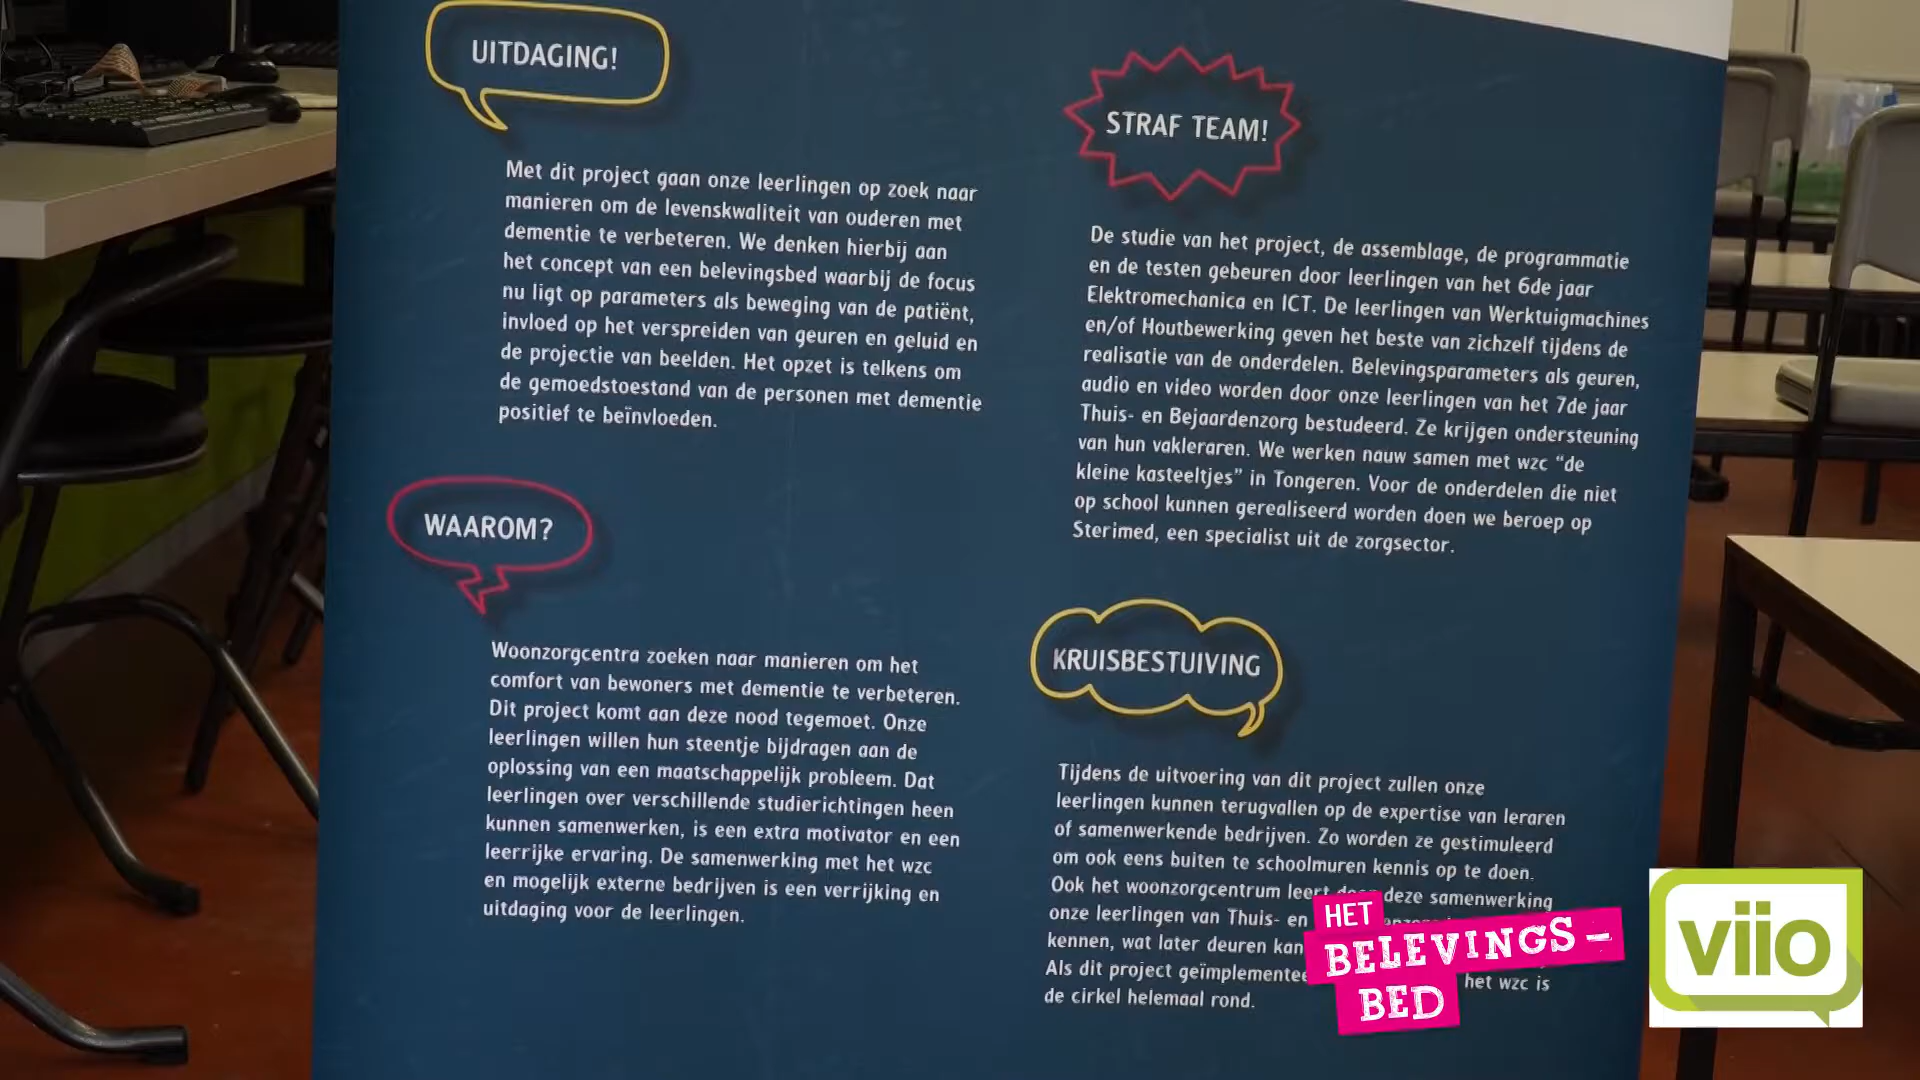 UITDAGING!
Met dit project gaan onze leerlingen op zoek naar
manieren om de levenskwaliteit van ouderen met
dementie te verbeteren. We denken hierbij aan
het concept van een belevingsbed waarbij de focus
nu ligt op parameters als beweging van de patiënt,
invloed op het verspreiden van geuren en geluid en
de projectie van beelden. Het opzet is telkens om
de gemoedstoestand van de personen met dementie
positief te beïnvloeden.
WAAROM?
Woonzorgcentra zoeken naar manieren om het
comfort van bewoners met dementie te verbeteren.
Dit project komt aan deze nood tegemoet. Onze
leerlingen willen hun steentje bijdragen aan de
oplossing van een maatschappelijk probleem. Dat
leerlingen over verschillende studierichtingen heen
kunnen samenwerken, is een extra motivator en een
leerrijke ervaring. De samenwerking met het wzc
en mogelijk externe bedrijven is een verrijking en
uitdaging voor de leerlingen.
STRAF TEAM!
De studie van het project, de assemblage, de programmatie
en de testen gebeuren door leerlingen van het 6de jaar
Elektromechanica en ICT. De leerlingen van Werktuigmachines
en/of Houtbewerking geven het beste van zichzelf tijdens de
realisatie van de onderdelen. Belevingsparameters als geuren,
audio en video worden door onze leerlingen van het 7de jaar
Thuis- en Bejaardenzorg bestudeerd. Ze krijgen ondersteuning
van hun vakleraren. We werken nauw samen met wzc “de
kleine kasteeltjes” in Tongeren. Voor de onderdelen die niet
op school kunnen gerealiseerd worden doen we beroep op
Sterimed, een specialist uit de zorgsector.
KRUISBESTUIVING
Tijdens de uitvoering van dit project zullen onze
leerlingen kunnen terugvallen op de expertise van leraren
of samenwerkende bedrijven. Zo worden ze gestimuleerd
om ook eens buiten te schoolmuren kennis op te doen.
Ook het woonzorgcentrum leert door deze samenwerking
onze leerlingen van Thuis- en
kennen, wat later deuren kan
Als dit project geïmplementee het wzc is
de cirkel helemaal rond.
HET
BELEVINGS-
BED
viio